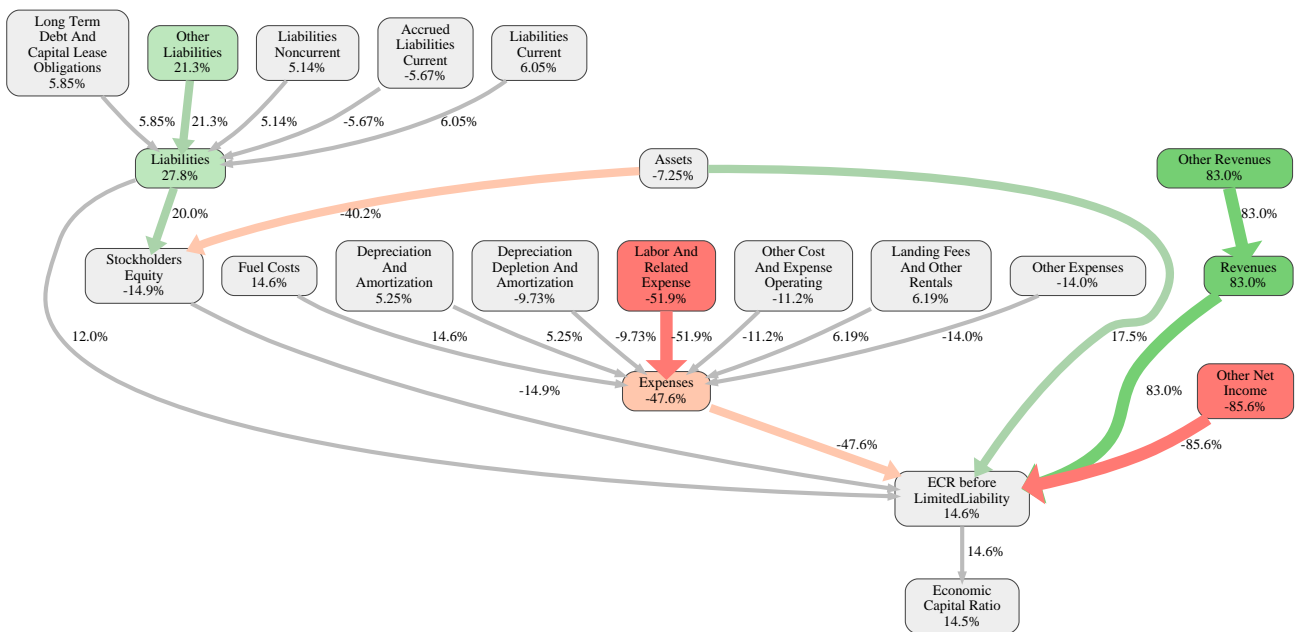 Long Term
Debt And
Capital Lease
Obligations
5.85%
Other
Liabilities
21.3%
Liabilities
Noncurrent
5.14%
Accrued
Liabilities
Current
-5.67%
Liabilities
Current
6.05%
5.85%
21.3%
5.14%
-5.67%
6.05%
Liabilities
27.8%
Assets
-7.25%
Other Revenues
83.0%
20.0%
-40.2%
83.0%
Stockholders
Equity
-14.9%
Fuel Costs
14.6%
Depreciation
And
Amortization
5.25%
Depreciation
Depletion And
Amortization
-9.73%
Labor And
Related
Expense
-51.9%
Other Cost
And Expense
Operating
-11.2%
Landing Fees
And Other
Rentals
6.19%
Other Expenses
-14.0%
Revenues
83.0%
12.0%
14.6%
5.25%
-9.73%
-51.9%
-11.2%
6.19%
-14.0%
17.5%
-14.9%
Expenses
-47.6%
83.0%
Other Net
Income
-85.6%
-47.6%
-85.6%
ECR before
LimitedLiability
14.6%
14.6%
Economic
Capital Ratio
14.5%